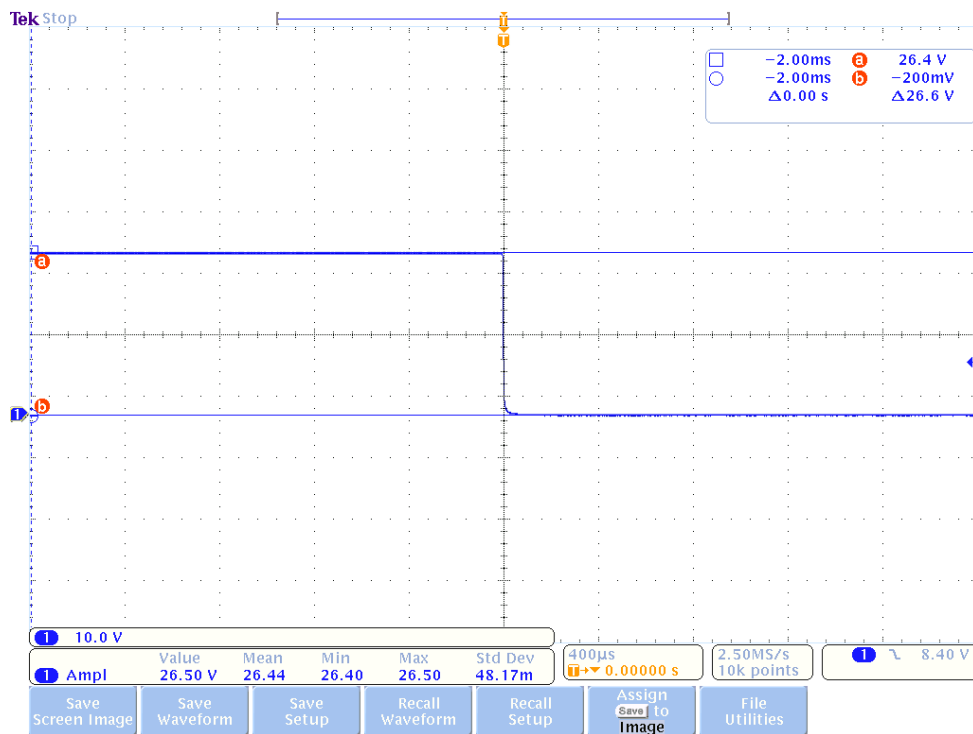 Tek Stop
T
T
−2.00ms a 26.4 V
−2.00ms b −200mV
Δ0.00 s Δ26.6 V
a
b
1
1 10.0 V
Value Mean Min Max Std Dev
1 Ampl 26.50 V 26.44 26.40 26.50 48.17m
400µs
T→▼ 0.00000 s
2.50MS/s
10k points
1 8.40 V
Save
Screen Image
Save
Waveform
Save
Setup
Recall
Waveform
Recall
Setup
Assign
Save to
Image
File
Utilities